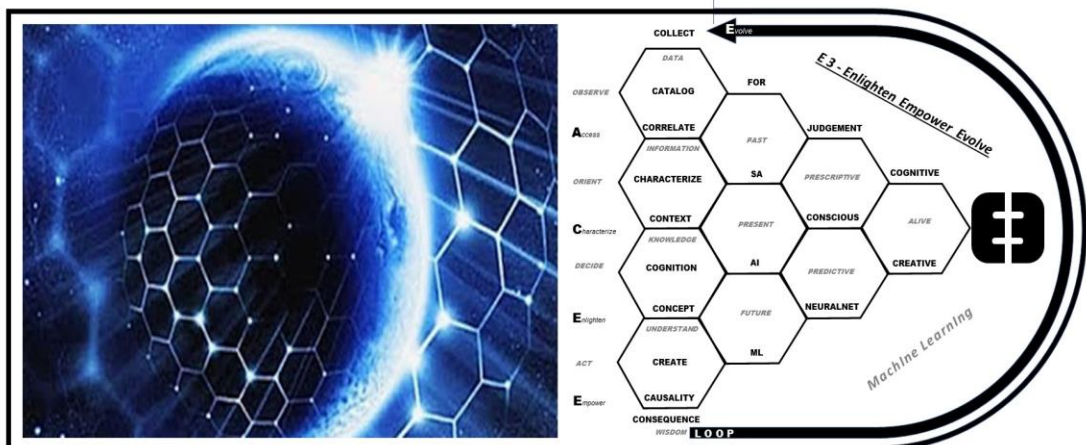 COLLECT
Evolve
E 3 - Enlighten Empower Evolve
DATA
OBSERVE
CATALOG
FOR
Access
CORRELATE
JUDGEMENT
INFORMATION
PAST
ORIENT
CHARACTERIZE
SA
PRESCRIPTIVE
COGNITIVE
Characterize
CONTEXT
PRESENT
CONSCIOUS
ALIVE
KNOWLEDGE
DECIDE
COGNITION
AI
PREDICTIVE
CREATIVE
Enlighten
CONCEPT
FUTURE
NEURALNET
UNDERSTAND
ACT
CREATE
ML
Machine Learning
Empower
CAUSALITY
CONSEQUENCE
WISDOM
LOOP